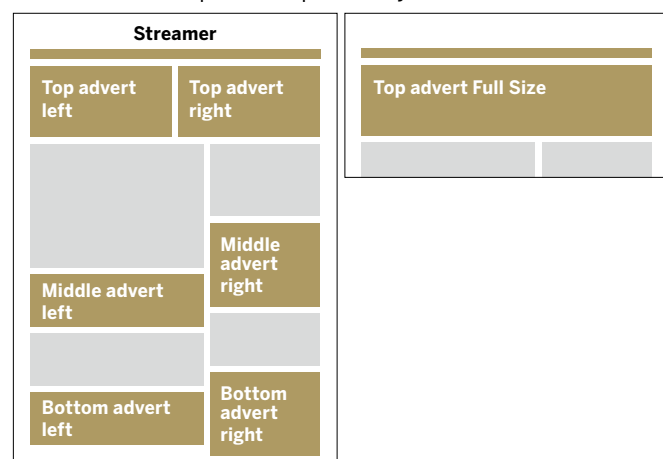 Streamer
Top advert
left
Top advert
right
Middle
advert
right
Middle advert
left
Bottom advert
left
Bottom
advert
right
Top advert Full Size